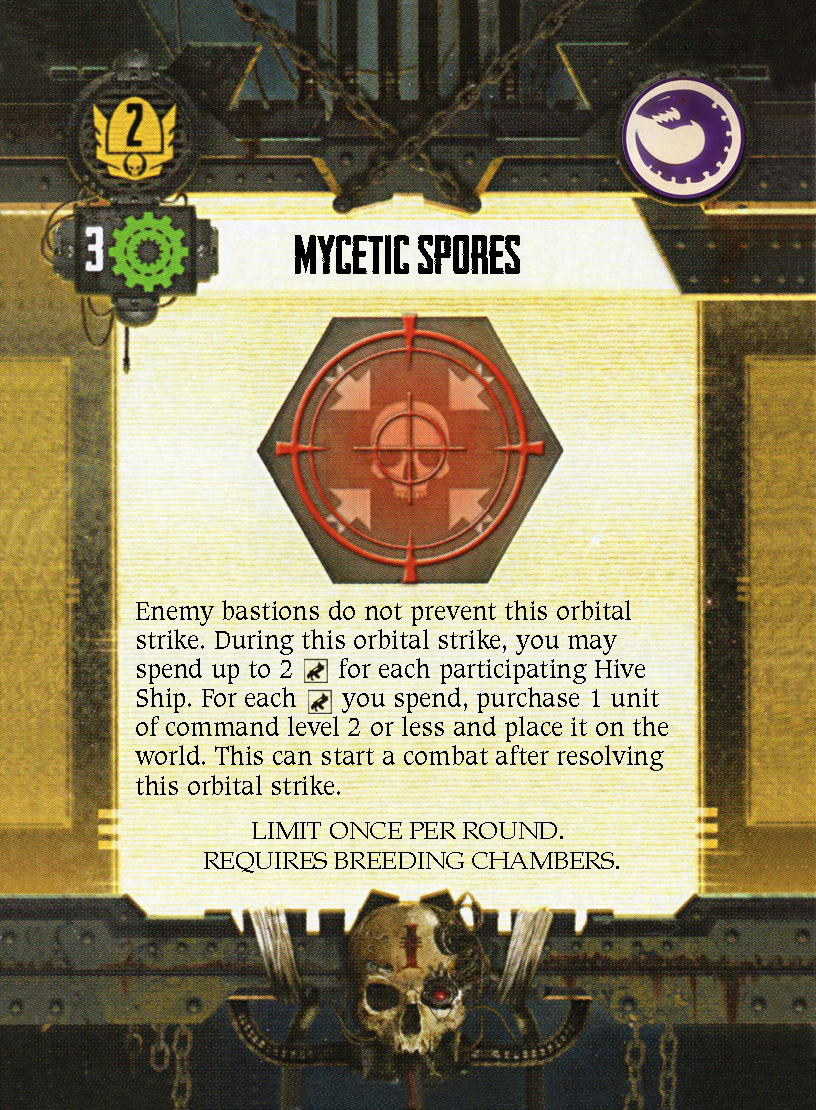 2
3
MYCETIC SPORES
Enemy bastions do not prevent this orbital
strike. During this orbital strike, you may
spend up to 2 for each participating Hive
Ship. For each you spend, purchase 1 unit
of command level 2 or less and place it on the
world. This can start a combat after resolving
this orbital strike.
LIMIT ONCE PER ROUND.
REQUIRES BREEDING CHAMBERS.